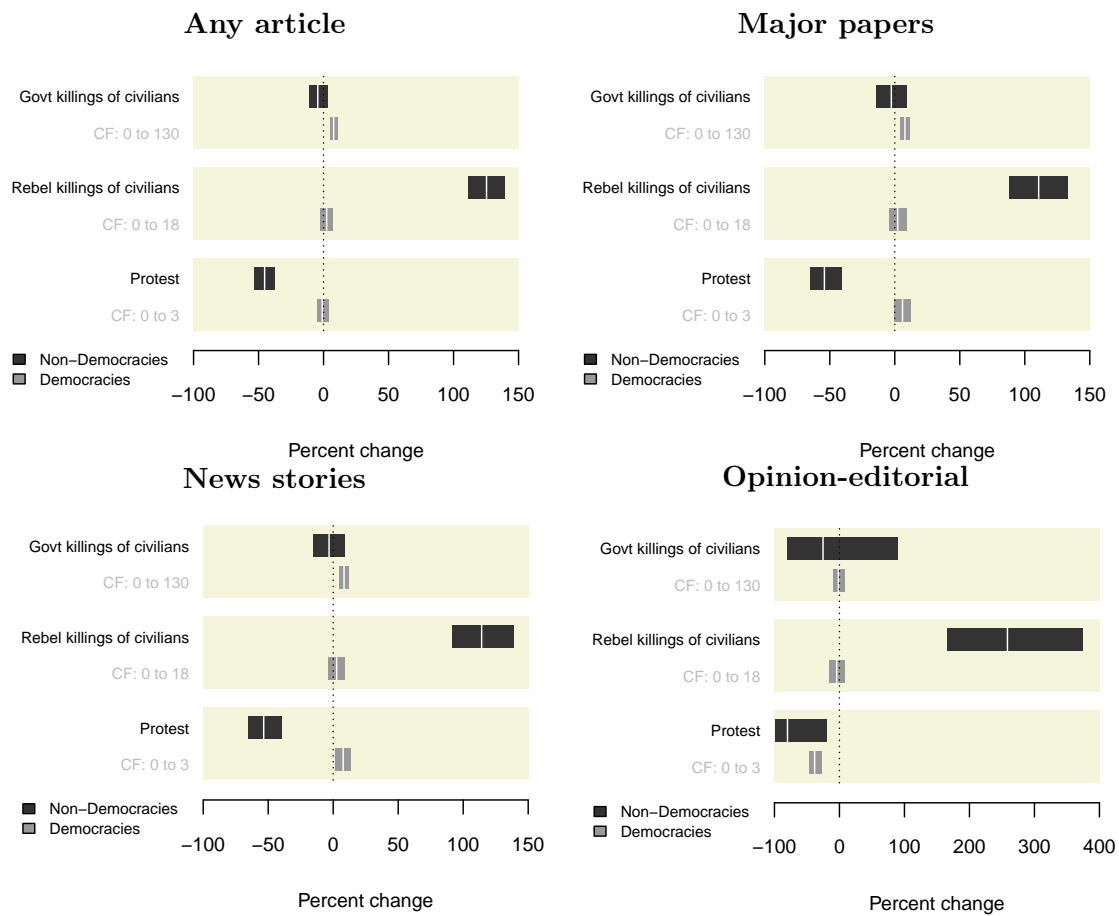 Any article
Govt killings of civilians
CF: 0 to 130
Rebel killings of civilians
CF: 0 to 18
Protest
CF: 0 to 3
Non−Democracies
Democracies
−100 −50 0 50 100 150
Percent change
Major papers
Govt killings of civilians
CF: 0 to 130
Rebel killings of civilians
CF: 0 to 18
Protest
CF: 0 to 3
Non−Democracies
Democracies
−100 −50 0 50 100 150
Percent change
News stories
Govt killings of civilians
CF: 0 to 130
Rebel killings of civilians
CF: 0 to 18
Protest
CF: 0 to 3
Non−Democracies
Democracies
−100 −50 0 50 100 150
Percent change
Opinion-editorial
Govt killings of civilians
CF: 0 to 130
Rebel killings of civilians
CF: 0 to 18
Protest
CF: 0 to 3
Non−Democracies
Democracies
−100 0 100 200 300 400
Percent change